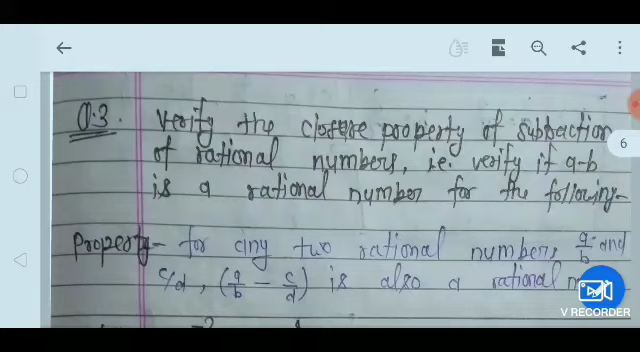 6
Q.3. Verify the closure property of subtraction
of rational numbers, i.e. verify if a-b
is a rational number for the following-
Property- for any two rational numbers a/b and
c/d, (a/b - c/d) is also a rational
V RECORDER